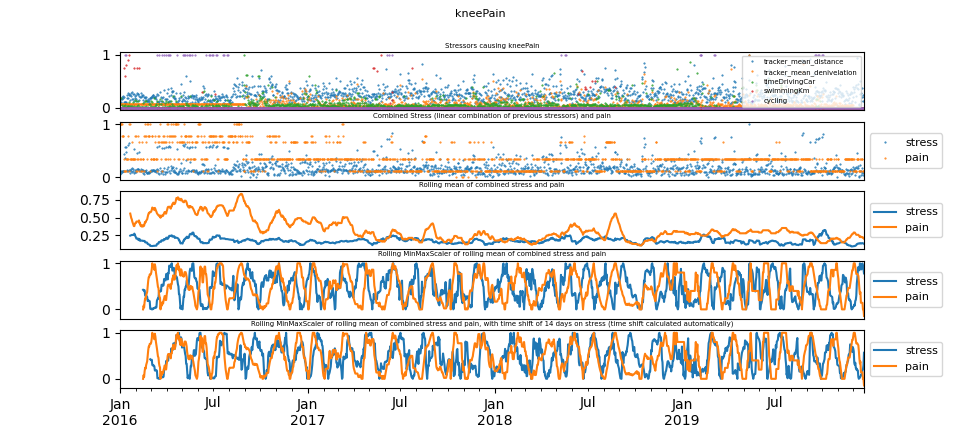 kneePain
Stressors causing kneePain
1
0
tracker_mean_distance
tracker_mean_denivelation
timeDrivingCar
swimmingKm
cycling
Combined Stress (linear combination of previous stressors) and pain
1
0
stress
pain
Rolling mean of combined stress and pain
0.75
0.50
0.25
stress
pain
Rolling MinMaxScaler of rolling mean of combined stress and pain
1
0
stress
pain
Rolling MinMaxScaler of rolling mean of combined stress and pain, with time shift of 14 days on stress (time shift calculated automatically)
1
0
stress
pain
Jan Jul Jan Jul Jan Jul Jan Jul
2016 2017 2018 2019